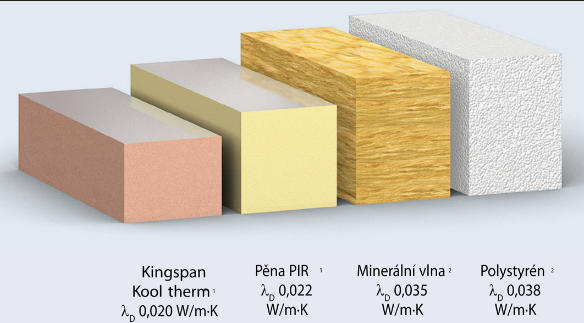 Kingspan
Kool therm ¹
λD 0,020 W/m·K
Pěna PIR ¹
λD 0,022
W/m·K
Minerální vlna ²
λD 0,035
W/m·K
Polystyrén ²
λD 0,038
W/m·K